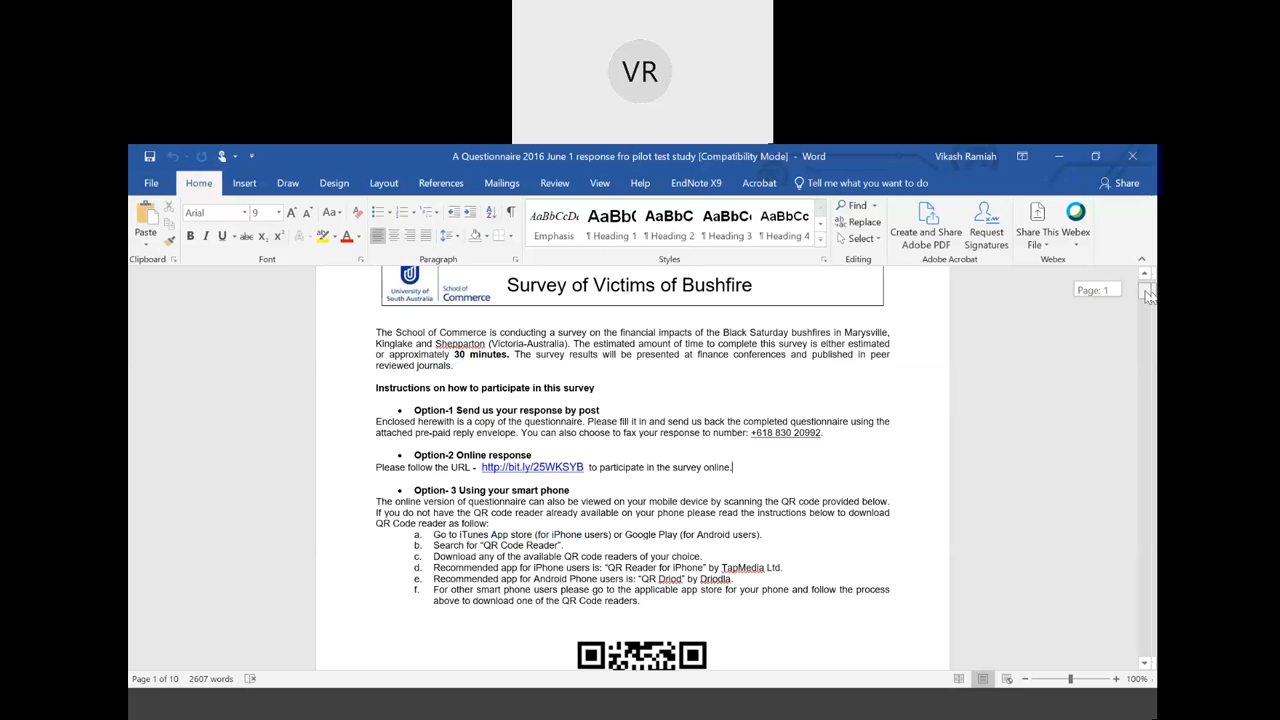 VR
A Questionnaire 2016 June 1 response fro pilot test study [Compatibility Mode] - Word
Vikash Ramiah
File Home Insert Draw Design Layout References Mailings Review View Help EndNote X9 Acrobat Tell me what you want to do Share
Paste
Arial 9
Aa
B I U abc X₂ X²
AaBbCcDc AaBbC AaBbC AaBbCc AaBbCc
Emphasis ¶ Heading 1 ¶ Heading 2 ¶ Heading 3 ¶ Heading 4
Find
Replace
Select
Create and Share Adobe PDF
Request Signatures
Share This File
Webex
Clipboard Font Paragraph Styles Editing Adobe Acrobat Webex
University of South Australia
School of Commerce
Survey of Victims of Bushfire
Page: 1
The School of Commerce is conducting a survey on the financial impacts of the Black Saturday bushfires in Marysville,
Kinglake and Shepparton (Victoria-Australia). The estimated amount of time to complete this survey is either estimated
or approximately 30 minutes. The survey results will be presented at finance conferences and published in peer
reviewed journals.
Instructions on how to participate in this survey
• Option-1 Send us your response by post
Enclosed herewith is a copy of the questionnaire. Please fill it in and send us back the completed questionnaire using the
attached pre-paid reply envelope. You can also choose to fax your response to number: +618 830 20992.
• Option-2 Online response
Please follow the URL - http://bit.ly/25WKSYB to participate in the survey online.
• Option- 3 Using your smart phone
The online version of questionnaire can also be viewed on your mobile device by scanning the QR code provided below.
If you do not have the QR code reader already available on your phone please read the instructions below to download
QR Code reader as follow:
a. Go to iTunes App store (for iPhone users) or Google Play (for Android users).
b. Search for “QR Code Reader”.
c. Download any of the available QR code readers of your choice.
d. Recommended app for iPhone users is: “QR Reader for iPhone” by TapMedia Ltd.
e. Recommended app for Android Phone users is: “QR Driod” by Driodla.
f. For other smart phone users please go to the applicable app store for your phone and follow the process
above to download one of the QR Code readers.
Page 1 of 10 2607 words 100%